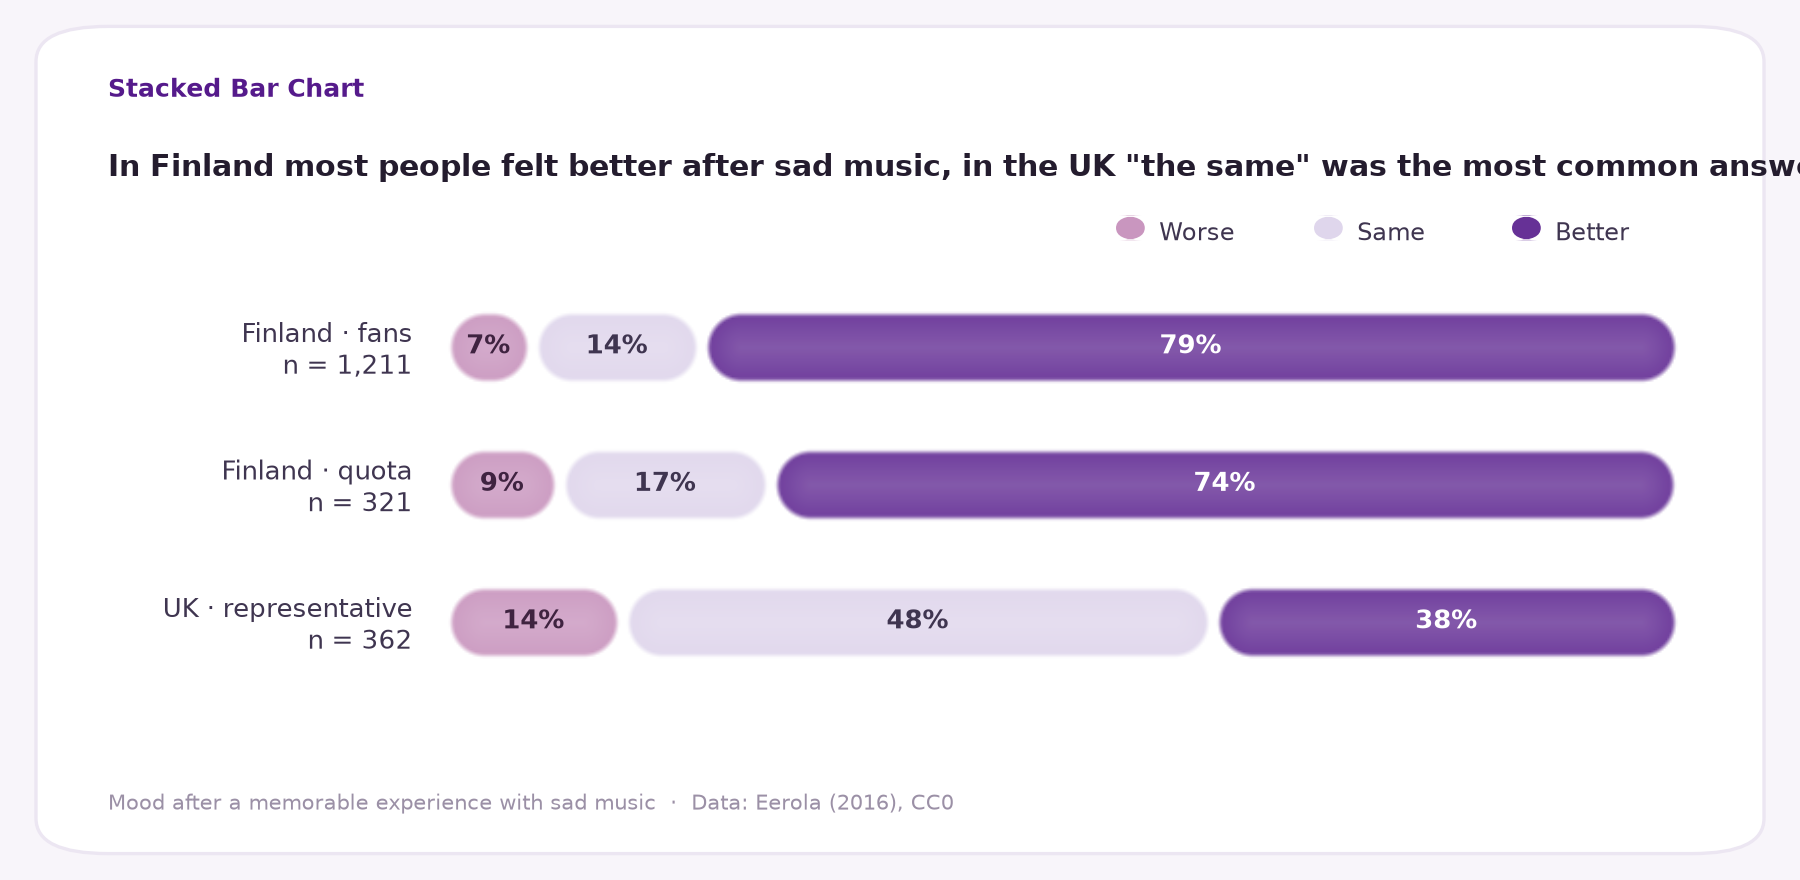 Stacked Bar Chart
In Finland most people felt better after sad music, in the UK "the same" was the most common
Worse Same Better
Finland · fans
n = 1,211
7% 14% 79%
Finland · quota
n = 321
9% 17% 74%
UK · representative
n = 362
14% 48% 38%
Mood after a memorable experience with sad music · Data: Eerola (2016), CC0